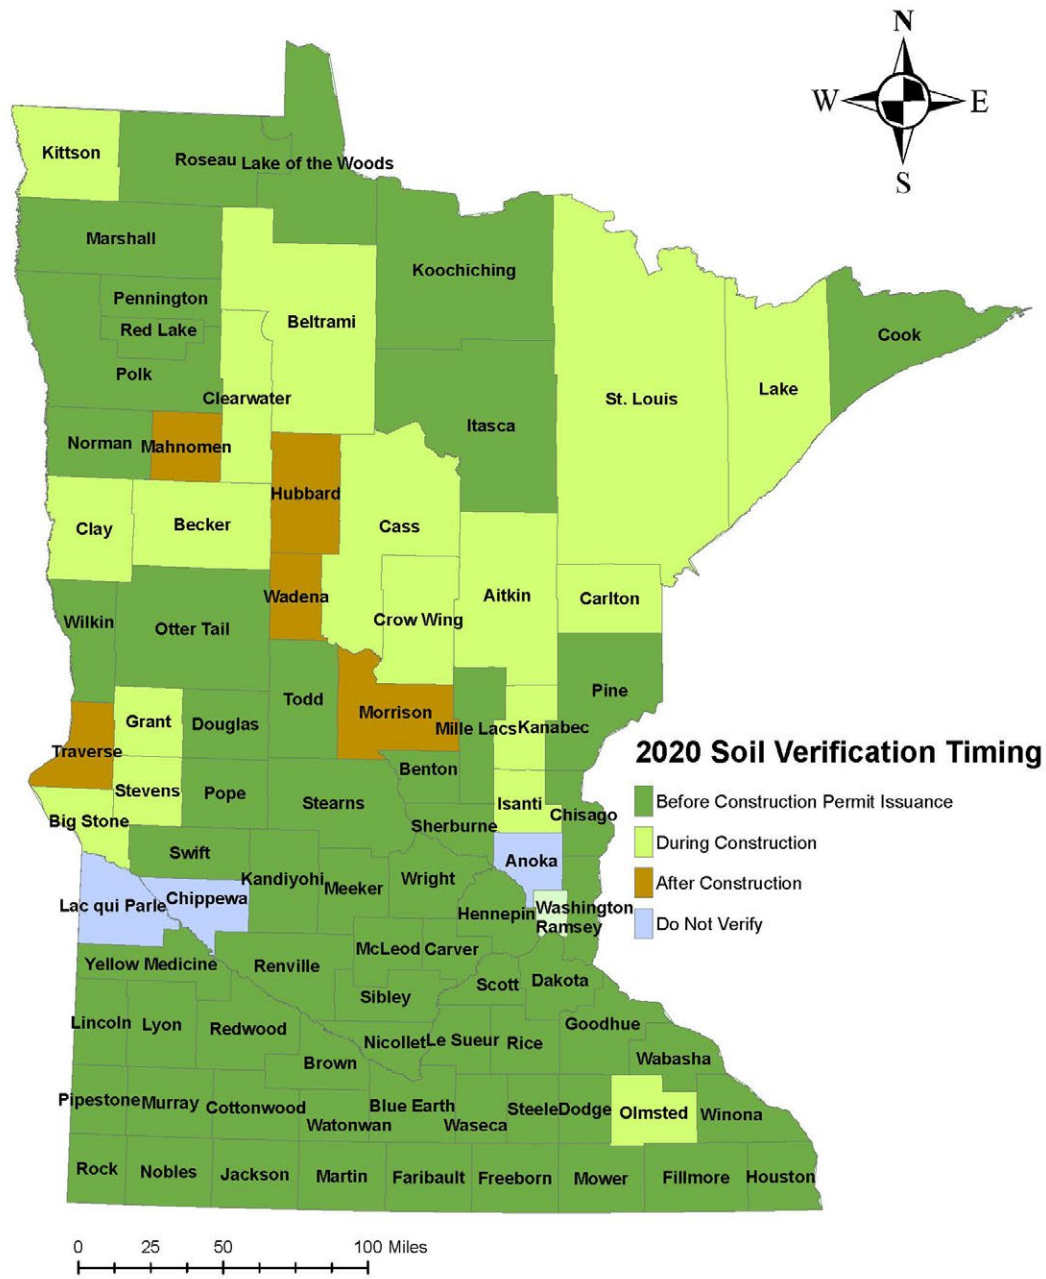 N
W E
S
Kittson
Roseau Lake of the Woods
Marshall
Koochiching
Pennington
Beltrami
Red Lake
Cook
Polk
Clearwater
St. Louis
Lake
Itasca
Norman
Mahnomen
Hubbard
Clay
Becker
Cass
Wadena
Aitkin
Carlton
Crow Wing
Wilkin
Otter Tail
Pine
Todd
Morrison
Grant
Douglas
Mille Lacs
Kanabec
Traverse
Benton
Stevens
Pope
Stearns
Isanti
Chisago
Big Stone
Sherburne
Swift
Anoka
Kandiyohi
Meeker
Wright
Lac qui Parle
Chippewa
Hennepin
Washington
Ramsey
McLeod
Carver
Yellow Medicine
Renville
Scott
Dakota
Sibley
Lincoln
Lyon
Redwood
Goodhue
Nicollet
Le Sueur
Rice
Brown
Wabasha
Pipestone
Murray
Cottonwood
Blue Earth
Steele
Dodge
Olmsted
Winona
Watonwan
Waseca
Rock
Nobles
Jackson
Martin
Faribault
Freeborn
Mower
Fillmore
Houston
2020 Soil Verification Timing
Before Construction Permit Issuance
During Construction
After Construction
Do Not Verify
0 25 50 100 Miles